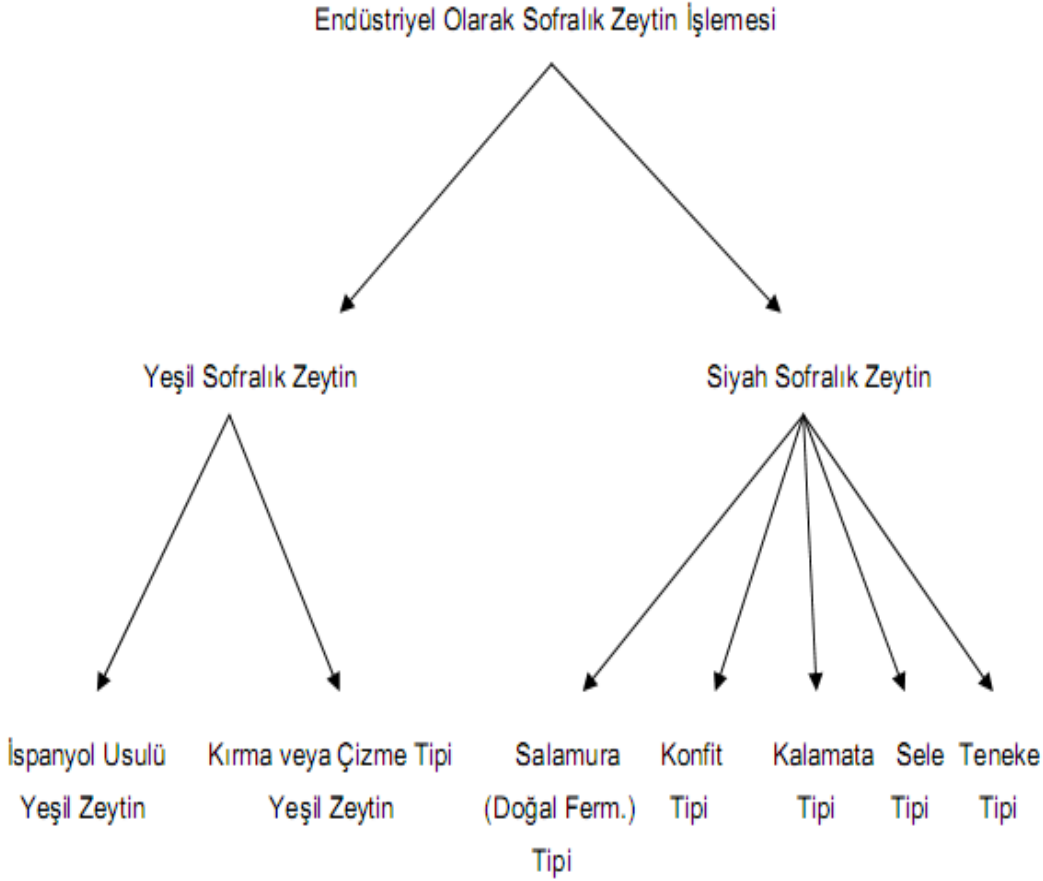 Endüstriyel Olarak Sofralık Zeytin İşlemesi
Yeşil Sofralık Zeytin
Siyah Sofralık Zeytin
İspanyol Usulü
Yeşil Zeytin
Kırma veya Çizme Tipi
Yeşil Zeytin
Salamura
(Doğal Ferm.)
Tipi
Konfit
Tipi
Kalamata
Tipi
Sele
Tipi
Teneke
Tipi